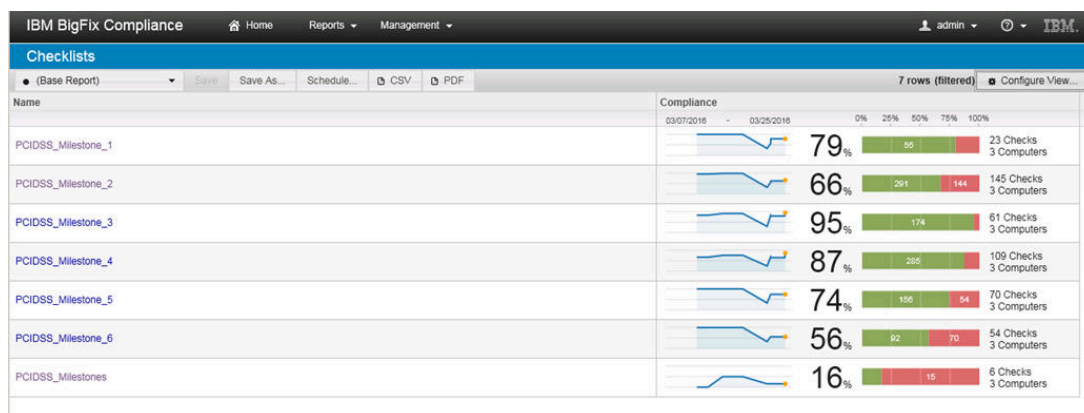 IBM BigFix Compliance Home Reports Management admin IBM.
Checklists
(Base Report) Save Save As... Schedule... CSV PDF 7 rows (filtered) Configure View...
Name Compliance
03/07/2016 - 03/25/2016 0% 25% 50% 75% 100%
PCIDSS_Milestone_1 79% 55 23 Checks
3 Computers
PCIDSS_Milestone_2 66% 291 144 145 Checks
3 Computers
PCIDSS_Milestone_3 95% 174 61 Checks
3 Computers
PCIDSS_Milestone_4 87% 285 109 Checks
3 Computers
PCIDSS_Milestone_5 74% 156 54 70 Checks
3 Computers
PCIDSS_Milestone_6 56% 92 70 54 Checks
3 Computers
PCIDSS_Milestones 16% 15 6 Checks
3 Computers